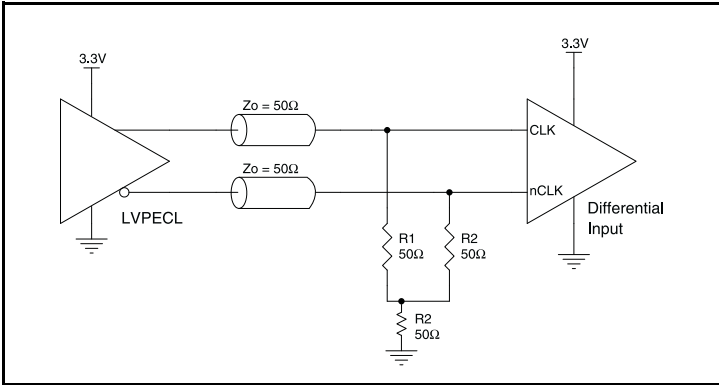 3.3V
3.3V
Zo = 50Ω
CLK
Zo = 50Ω
nCLK
LVPECL
Differential
Input
R1
50Ω
R2
50Ω
R2
50Ω